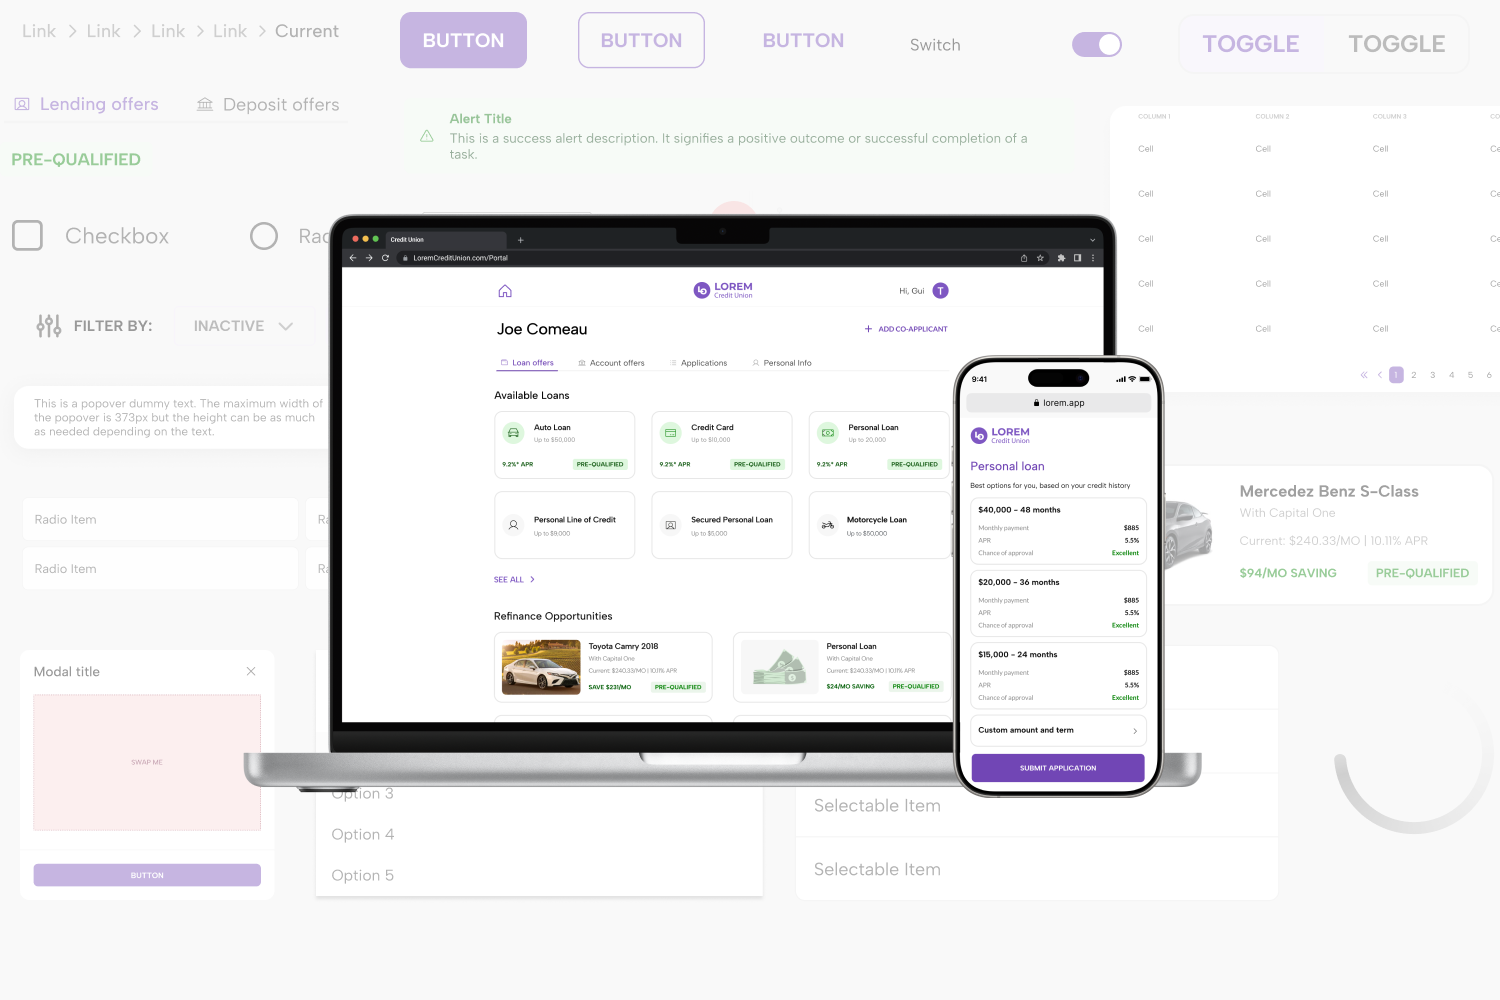 Link > Link > Link > Link > Current
BUTTON
BUTTON
BUTTON
Switch
TOGGLE
TOGGLE
Lending offers
Deposit offers
PRE-QUALIFIED
Alert Title
This is a success alert description. It signifies a positive outcome or successful completion of a
task.
COLUMN 1
COLUMN 2
COLUMN 3
CO
Cell
Cell
Cell
Ce
Cell
Cell
Cell
Ce
Cell
Cell
Cell
Ce
Cell
Cell
Cell
Ce
Cell
Cell
Cell
Ce
« < 1 2 3 4 5 6
Checkbox
Rad
FILTER BY:
INACTIVE
This is a popover dummy text. The maximum width of
the popover is 373px but the height can be as much
as needed depending on the text.
Radio Item
Ra
Radio Item
Ra
Credit Union
LoremCreditUnion.com/Portal
LO
LOREM
Credit Union
Hi, Gui
T
Joe Comeau
+ ADD CO-APPLICANT
Loan offers
Account offers
Applications
Personal Info
Available Loans
Auto Loan
Up to $50,000
9.2%* APR
PRE-QUALIFIED
Credit Card
Up to $10,000
9.2%* APR
PRE-QUALIFIED
Personal Loan
Up to 20,000
9.2%* APR
PRE-QUALIFIED
Personal Line of Credit
Up to $9,000
Secured Personal Loan
Up to $5,000
Motorcycle Loan
Up to $50,000
SEE ALL >
Refinance Opportunities
Toyota Camry 2018
With Capital One
Current: $240.33/MO | 10.11% APR
SAVE $231/MO
PRE-QUALIFIED
Personal Loan
With Capital One
Current: $240.33/MO | 10.11% APR
$24/MO SAVING
PRE-QUALIFIED
9:41
lorem.app
LO
LOREM
Credit Union
Personal loan
Best options for you, based on your credit history
$40,000 - 48 months
Monthly payment $885
APR 5.5%
Chance of approval Excellent
$20,000 - 36 months
Monthly payment $885
APR 5.5%
Chance of approval Excellent
$15,000 - 24 months
Monthly payment $885
APR 5.5%
Chance of approval Excellent
Custom amount and term
SUBMIT APPLICATION
Mercedez Benz S-Class
With Capital One
Current: $240.33/MO | 10.11% APR
$94/MO SAVING
PRE-QUALIFIED
Modal title
SWAP ME
BUTTON
Option 3
Option 4
Option 5
Selectable Item
Selectable Item